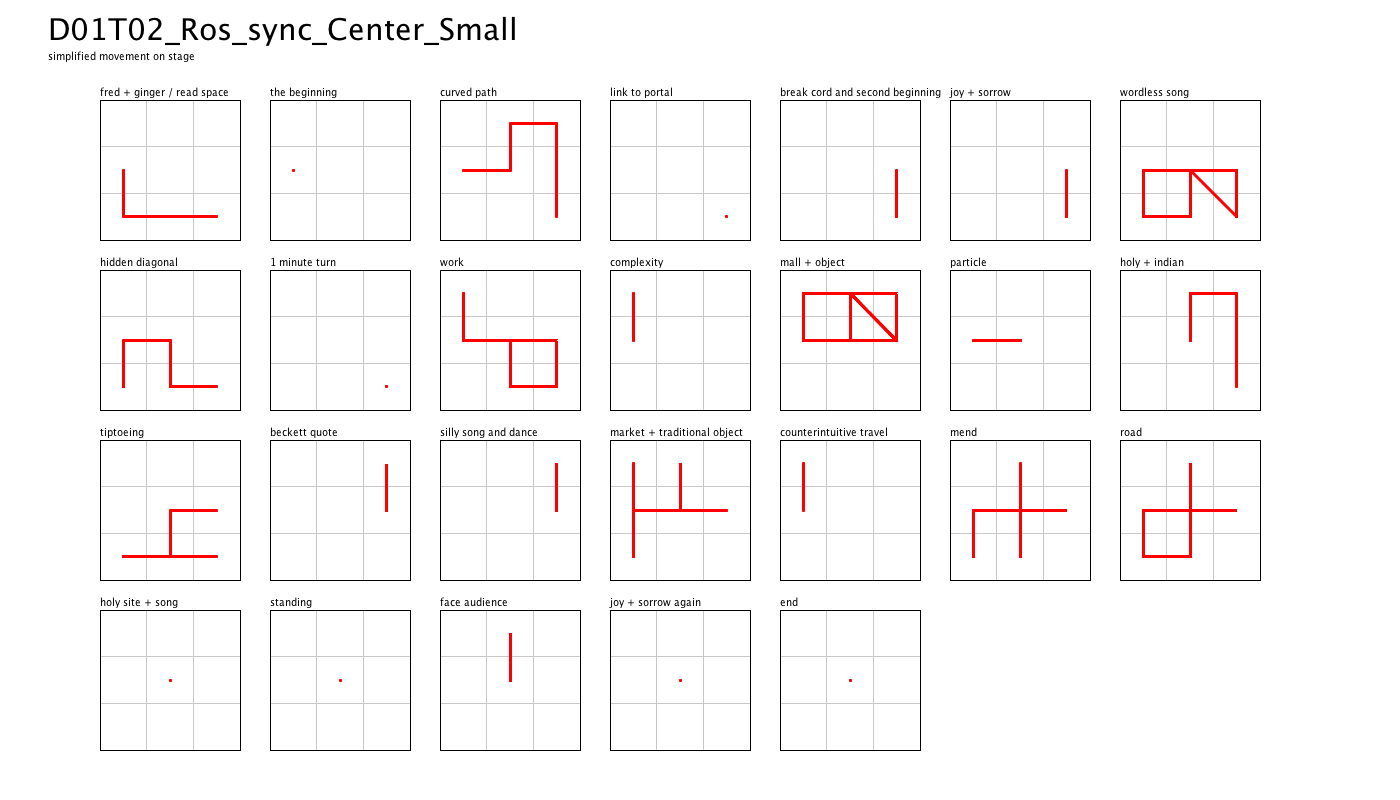 D01T02_Ros_sync_Center_Small
simplified movement on stage
fred + ginger / read space
the beginning
curved path
link to portal
break cord and second beginning
joy + sorrow
wordless song
hidden diagonal
1 minute turn
work
complexity
mall + object
particle
holy + indian
tiptoeing
beckett quote
silly song and dance
market + traditional object
counterintuitive travel
mend
road
holy site + song
standing
face audience
joy + sorrow again
end